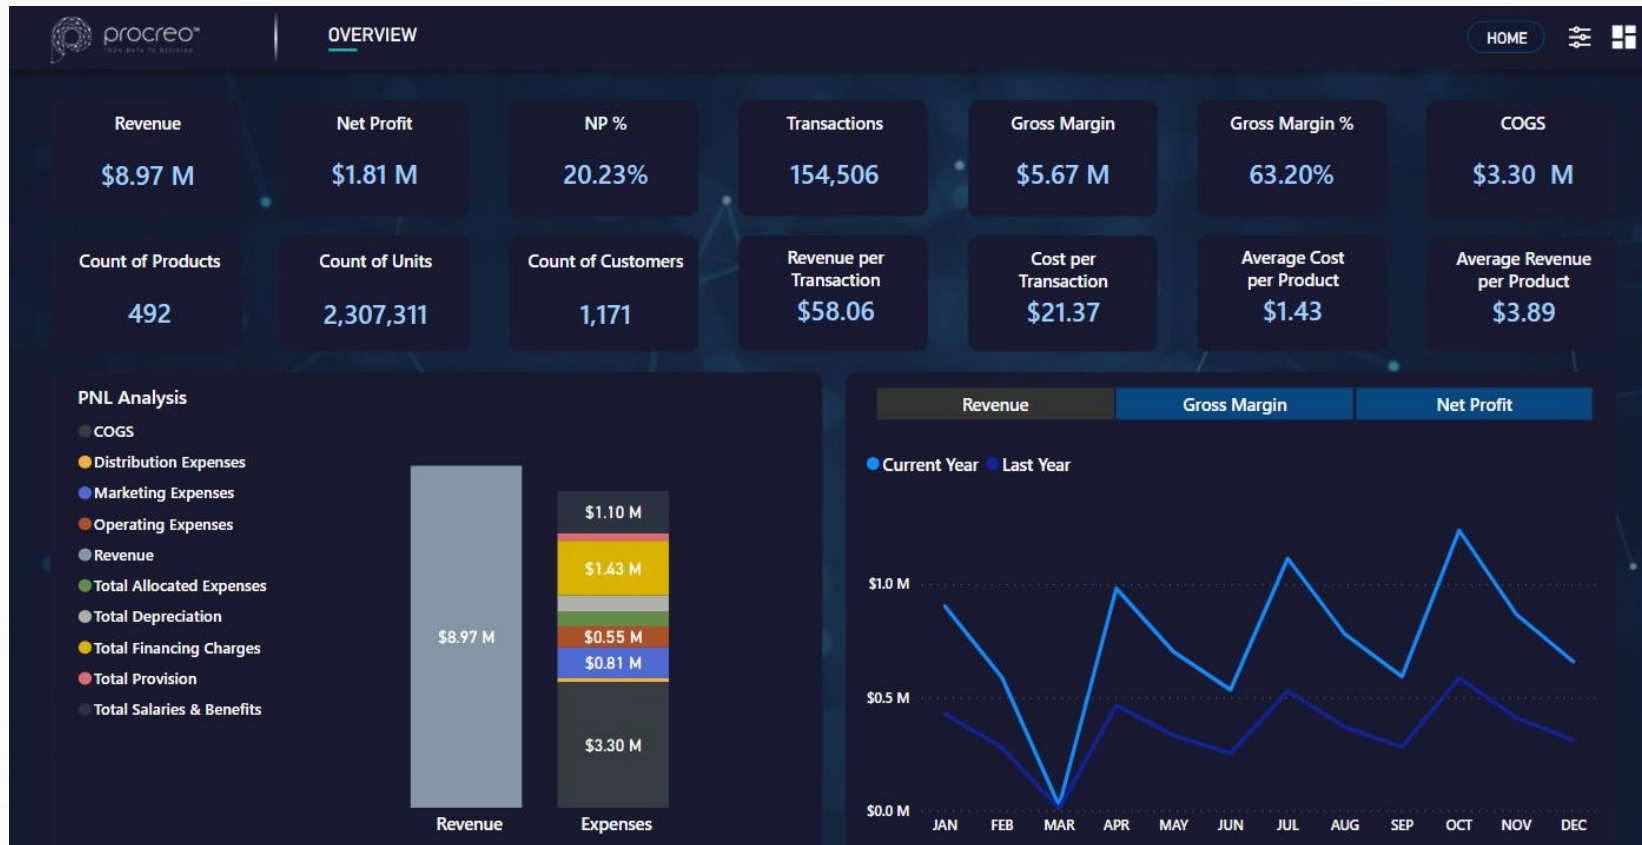 procreo™
FROM DATA TO DECISION
OVERVIEW
HOME
Revenue
$8.97 M
Net Profit
$1.81 M
NP %
20.23%
Transactions
154,506
Gross Margin
$5.67 M
Gross Margin %
63.20%
COGS
$3.30 M
Count of Products
492
Count of Units
2,307,311
Count of Customers
1,171
Revenue per
Transaction
$58.06
Cost per
Transaction
$21.37
Average Cost
per Product
$1.43
Average Revenue
per Product
$3.89
PNL Analysis
COGS
Distribution Expenses
Marketing Expenses
Operating Expenses
Revenue
Total Allocated Expenses
Total Depreciation
Total Financing Charges
Total Provision
Total Salaries & Benefits
$8.97 M
$1.10 M
$1.43 M
$0.55 M
$0.81 M
$3.30 M
Revenue Expenses
Revenue Gross Margin Net Profit
Current Year Last Year
$1.0 M
$0.5 M
$0.0 M
JAN FEB MAR APR MAY JUN JUL AUG SEP OCT NOV DEC